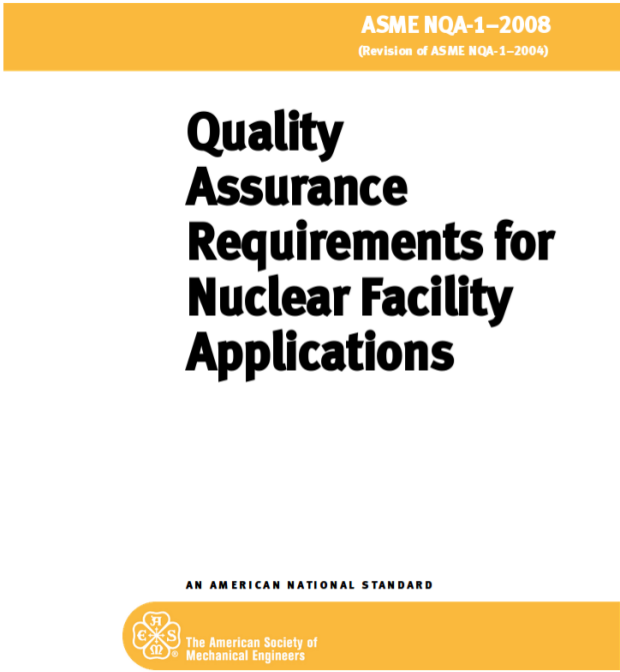 ASME NQA-1–2008
(Revision of ASME NQA-1–2004)
Quality
Assurance
Requirements for
Nuclear Facility
Applications
AN AMERICAN NATIONAL STANDARD
A
E S
M
®
The American Society of
Mechanical Engineers